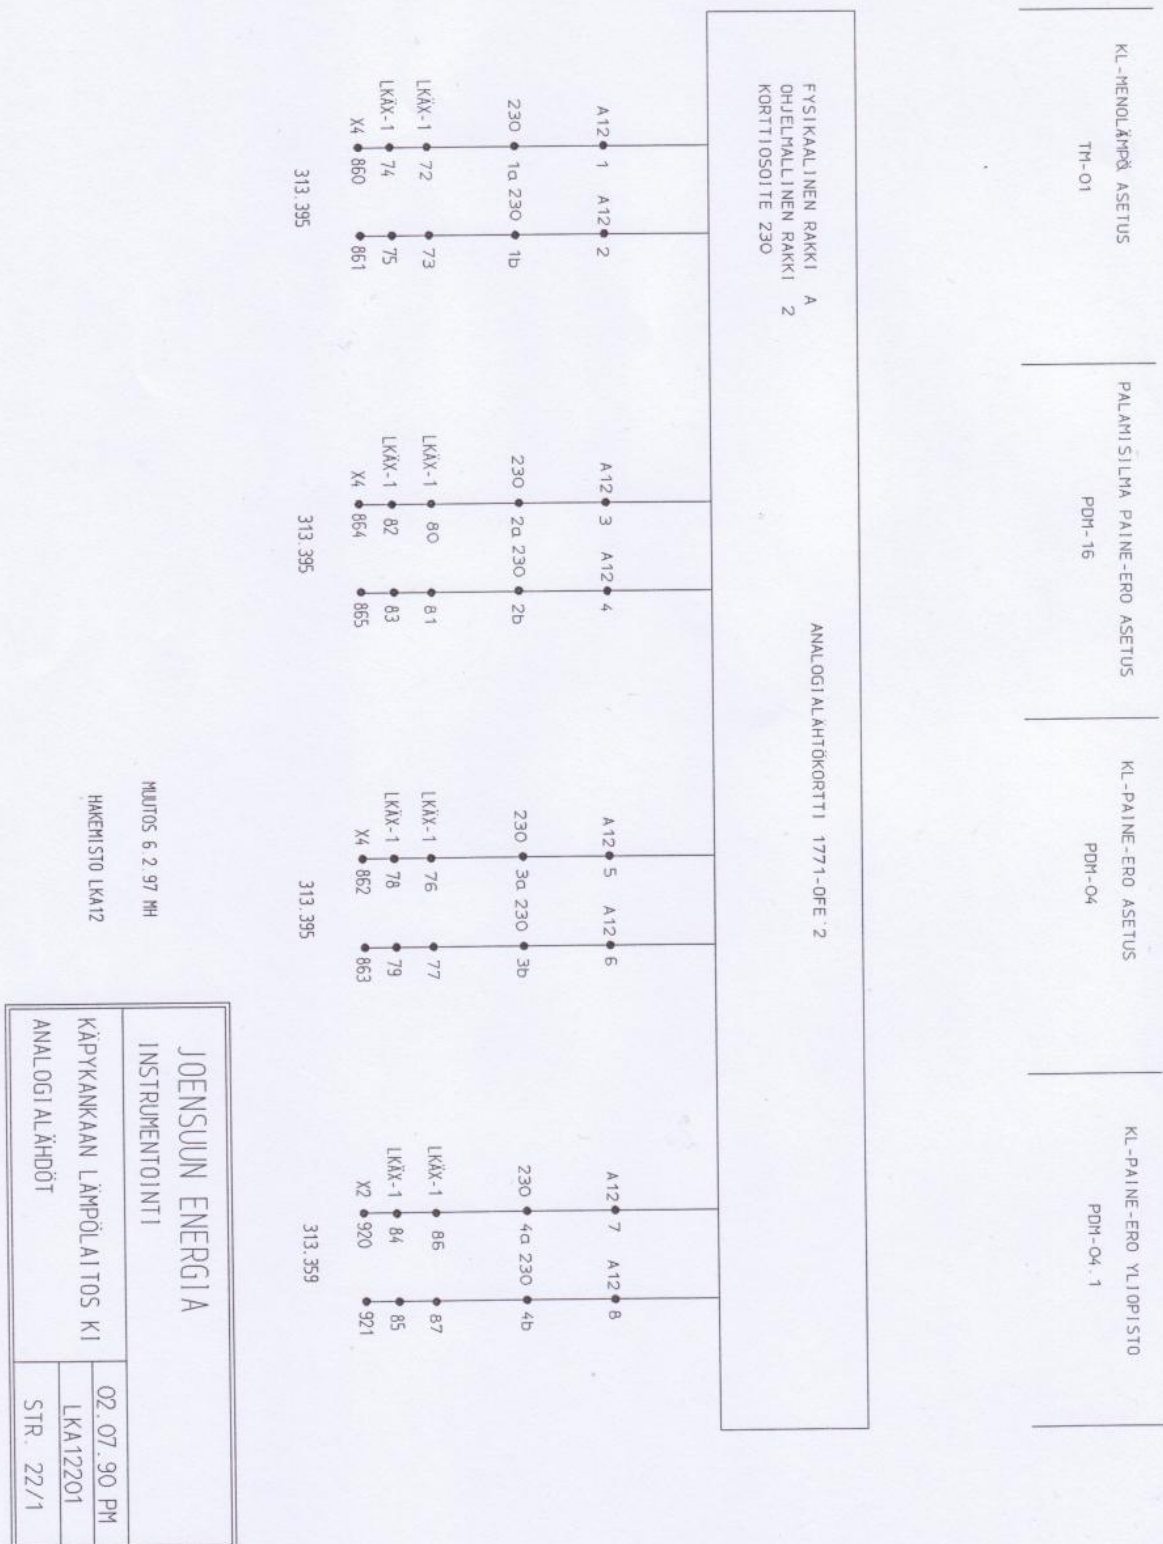 KL-MENOLÄMPÖ ASETUS
TM-01
PALAMISILMA PAINE-ERO ASETUS
PDM-16
KL-PAINE-ERO ASETUS
PDM-04
KL-PAINE-ERO YLIOPISTO
PDM-04.1
FYSIKAALINEN RAKKI A
OHJELMALLINEN RAKKI 2
KORTTIOSOITE 230
ANALOGIALÄHTÖKORTTI 1771-OFE 2
A12 1 A12 2
230 1a 230 1b
LKÄX-1 72 73
LKÄX-1 74 75
X4 860 861
313.395
A12 3 A12 4
230 2a 230 2b
LKÄX-1 80 81
LKÄX-1 82 83
X4 864 865
313.395
A12 5 A12 6
230 3a 230 3b
LKÄX-1 76 77
LKÄX-1 78 79
X4 862 863
313.395
A12 7 A12 8
230 4a 230 4b
LKÄX-1 86 87
LKÄX-1 84 85
X2 920 921
313.359
MUUTOS 6.2.97 MH
HAKEMISTO LKA12
JOENSUUN ENERGIA
INSTRUMENTOINTI
KÄPYKANKAAN LÄMPÖLAITOS KI
ANALOGIALÄHDÖT
02.07.90 PM
LKA12201
STR. 22/1